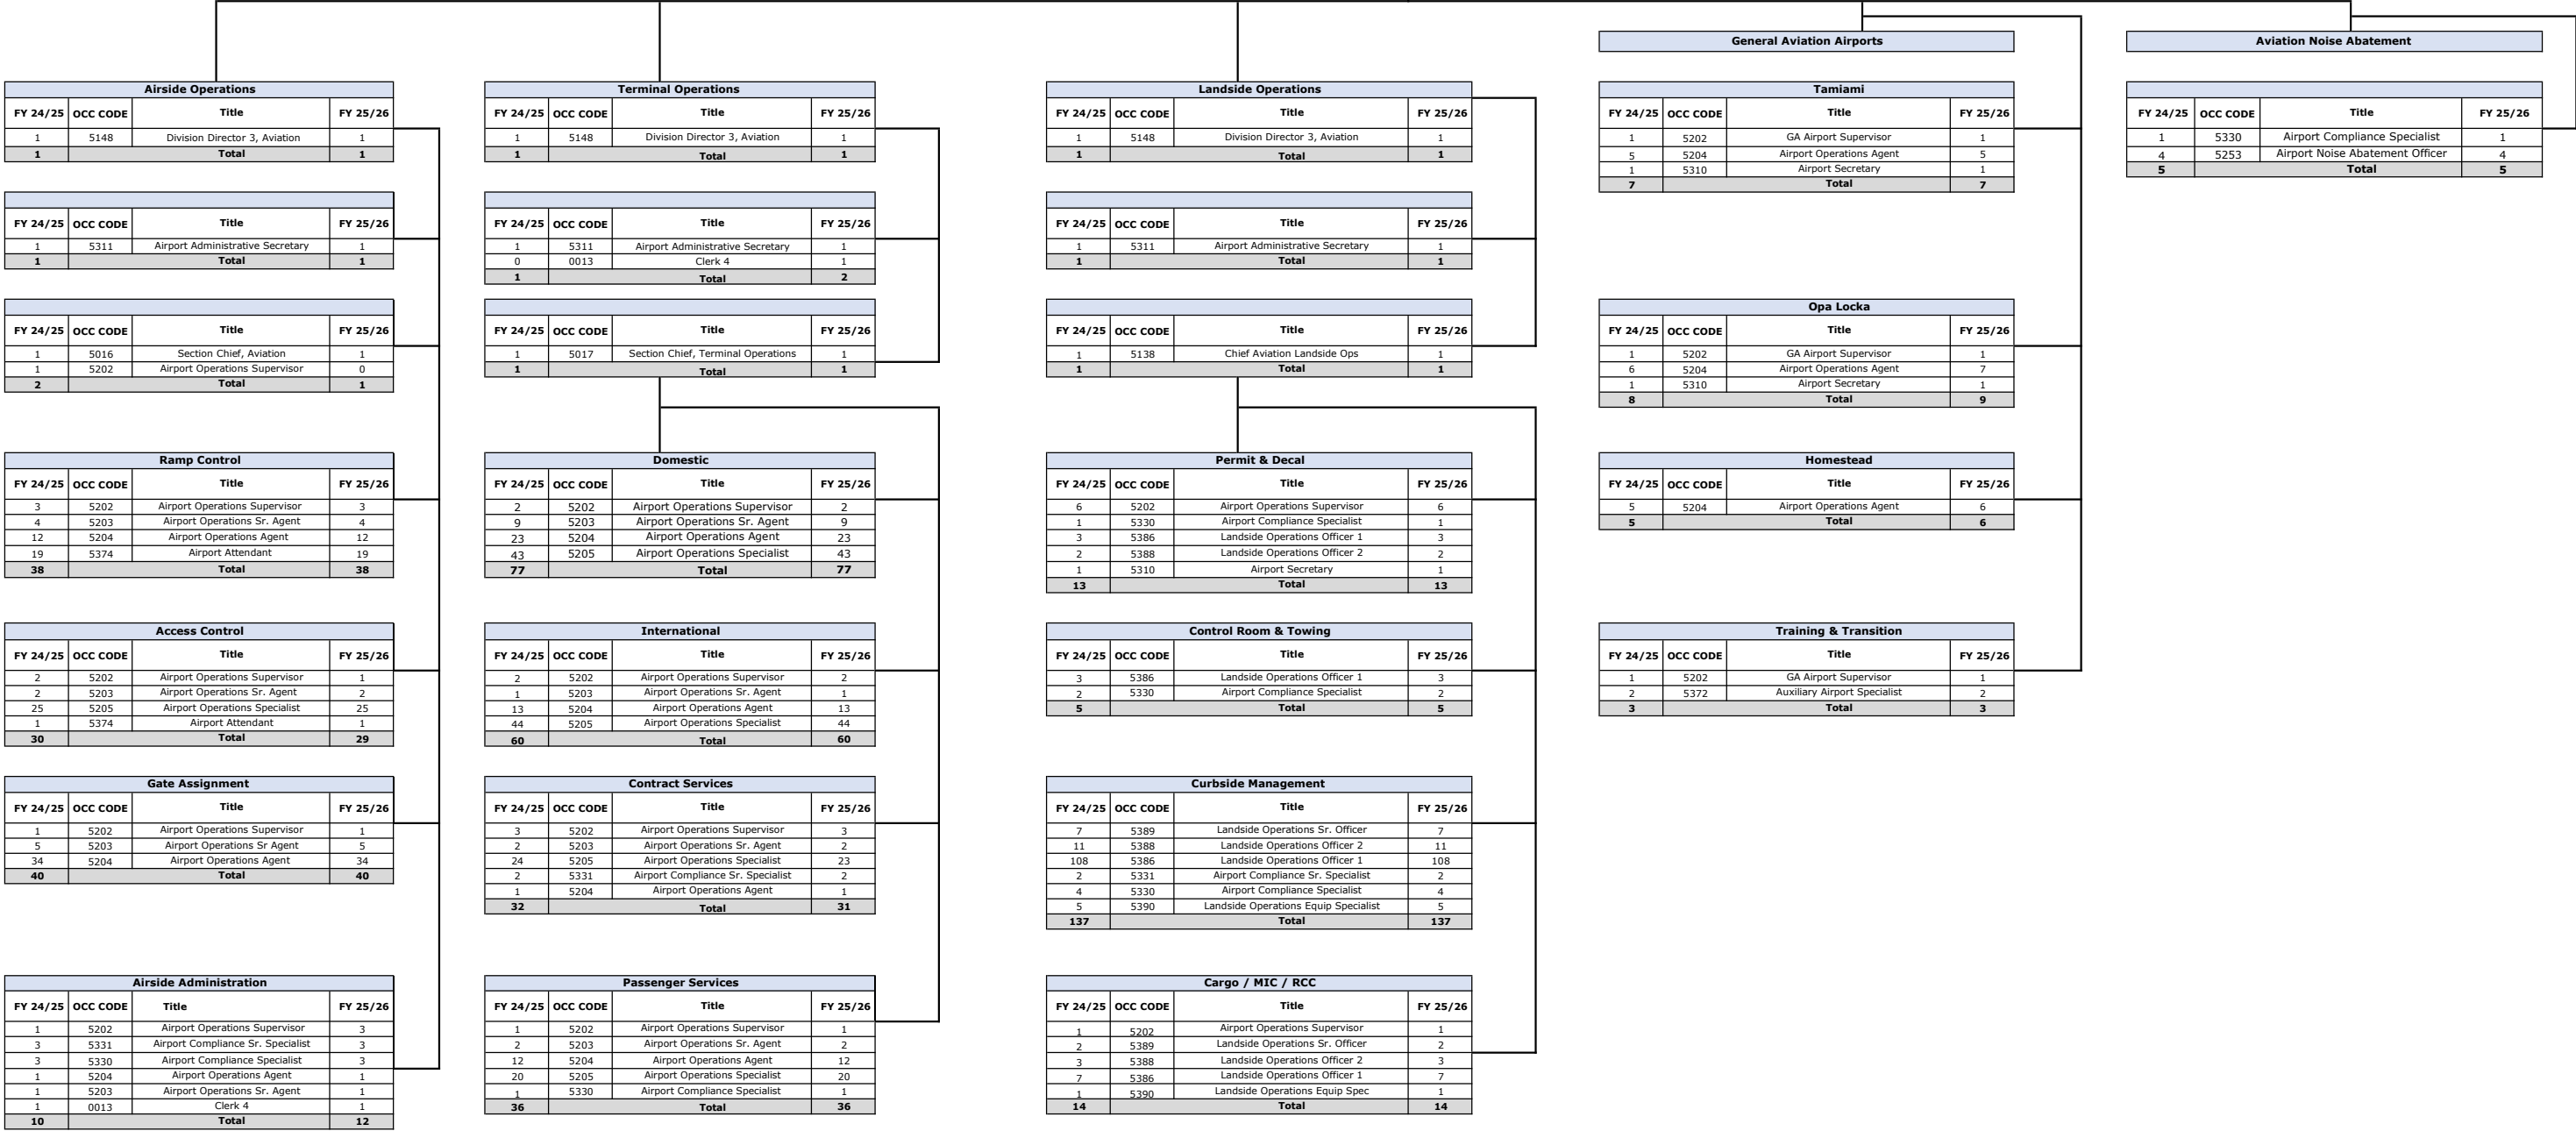 Airside Operations
FY 24/25 OCC CODE Title FY 25/26
1 5148 Division Director 3, Aviation 1
1 Total 1
FY 24/25 OCC CODE Title FY 25/26
1 5311 Airport Administrative Secretary 1
1 Total 1
FY 24/25 OCC CODE Title FY 25/26
1 5016 Section Chief, Aviation 1
1 5202 Airport Operations Supervisor 0
2 Total 1
Ramp Control
FY 24/25 OCC CODE Title FY 25/26
3 5202 Airport Operations Supervisor 3
4 5203 Airport Operations Sr. Agent 4
12 5204 Airport Operations Agent 12
19 5374 Airport Attendant 19
38 Total 38
Access Control
FY 24/25 OCC CODE Title FY 25/26
2 5202 Airport Operations Supervisor 1
2 5203 Airport Operations Sr. Agent 2
25 5205 Airport Operations Specialist 25
1 5374 Airport Attendant 1
30 Total 29
Gate Assignment
FY 24/25 OCC CODE Title FY 25/26
1 5202 Airport Operations Supervisor 1
5 5203 Airport Operations Sr Agent 5
34 5204 Airport Operations Agent 34
40 Total 40
Airside Administration
FY 24/25 OCC CODE Title FY 25/26
1 5202 Airport Operations Supervisor 3
3 5331 Airport Compliance Sr. Specialist 3
3 5330 Airport Compliance Specialist 3
1 5204 Airport Operations Agent 1
1 5203 Airport Operations Sr. Agent 1
1 0013 Clerk 4 1
10 Total 12
Terminal Operations
FY 24/25 OCC CODE Title FY 25/26
1 5148 Division Director 3, Aviation 1
1 Total 1
FY 24/25 OCC CODE Title FY 25/26
1 5311 Airport Administrative Secretary 1
0 0013 Clerk 4 1
1 Total 2
FY 24/25 OCC CODE Title FY 25/26
1 5017 Section Chief, Terminal Operations 1
1 Total 1
Domestic
FY 24/25 OCC CODE Title FY 25/26
2 5202 Airport Operations Supervisor 2
9 5203 Airport Operations Sr. Agent 9
23 5204 Airport Operations Agent 23
43 5205 Airport Operations Specialist 43
77 Total 77
International
FY 24/25 OCC CODE Title FY 25/26
2 5202 Airport Operations Supervisor 2
1 5203 Airport Operations Sr. Agent 1
13 5204 Airport Operations Agent 13
44 5205 Airport Operations Specialist 44
60 Total 60
Contract Services
FY 24/25 OCC CODE Title FY 25/26
3 5202 Airport Operations Supervisor 3
2 5203 Airport Operations Sr. Agent 2
24 5205 Airport Operations Specialist 23
2 5331 Airport Compliance Sr. Specialist 2
1 5204 Airport Operations Agent 1
32 Total 31
Passenger Services
FY 24/25 OCC CODE Title FY 25/26
1 5202 Airport Operations Supervisor 1
2 5203 Airport Operations Sr. Agent 2
12 5204 Airport Operations Agent 12
20 5205 Airport Operations Specialist 20
1 5330 Airport Compliance Specialist 1
36 Total 36
Landside Operations
FY 24/25 OCC CODE Title FY 25/26
1 5148 Division Director 3, Aviation 1
1 Total 1
FY 24/25 OCC CODE Title FY 25/26
1 5311 Airport Administrative Secretary 1
1 Total 1
FY 24/25 OCC CODE Title FY 25/26
1 5138 Chief Aviation Landside Ops 1
1 Total 1
Permit & Decal
FY 24/25 OCC CODE Title FY 25/26
6 5202 Airport Operations Supervisor 6
1 5330 Airport Compliance Specialist 1
3 5386 Landside Operations Officer 1 3
2 5388 Landside Operations Officer 2 2
1 5310 Airport Secretary 1
13 Total 13
Control Room & Towing
FY 24/25 OCC CODE Title FY 25/26
3 5386 Landside Operations Officer 1 3
2 5330 Airport Compliance Specialist 2
5 Total 5
Curbside Management
FY 24/25 OCC CODE Title FY 25/26
7 5389 Landside Operations Sr. Officer 7
11 5388 Landside Operations Officer 2 11
108 5386 Landside Operations Officer 1 108
2 5331 Airport Compliance Sr. Specialist 2
4 5330 Airport Compliance Specialist 4
5 5390 Landside Operations Equip Specialist 5
137 Total 137
Cargo / MIC / RCC
FY 24/25 OCC CODE Title FY 25/26
1 5202 Airport Operations Supervisor 1
2 5389 Landside Operations Sr. Officer 2
3 5388 Landside Operations Officer 2 3
7 5386 Landside Operations Officer 1 7
1 5390 Landside Operations Equip Spec 1
14 Total 14
General Aviation Airports
Tamiami
FY 24/25 OCC CODE Title FY 25/26
1 5202 GA Airport Supervisor 1
5 5204 Airport Operations Agent 5
1 5310 Airport Secretary 1
7 Total 7
Opa Locka
FY 24/25 OCC CODE Title FY 25/26
1 5202 GA Airport Supervisor 1
6 5204 Airport Operations Agent 7
1 5310 Airport Secretary 1
8 Total 9
Homestead
FY 24/25 OCC CODE Title FY 25/26
5 5204 Airport Operations Agent 6
5 Total 6
Training & Transition
FY 24/25 OCC CODE Title FY 25/26
1 5202 GA Airport Supervisor 1
2 5372 Auxiliary Airport Specialist 2
3 Total 3
Aviation Noise Abatement
FY 24/25 OCC CODE Title FY 25/26
1 5330 Airport Compliance Specialist 1
4 5253 Airport Noise Abatement Officer 4
5 Total 5